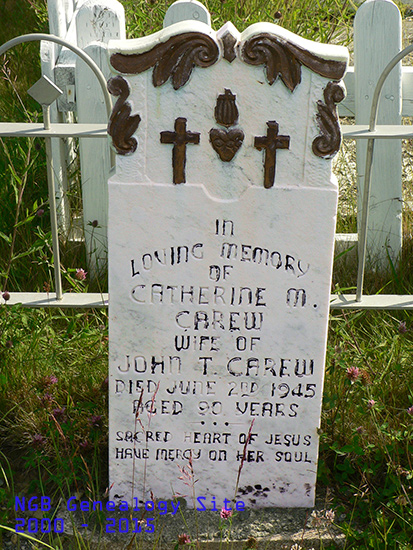 IN
LOVING MEMORY
OF
CATHERINE M.
CAREW
WIFE OF
JOHN T. CAREW
DIED JUNE 2ND 1945
AGED 90 YEARS
SACRED HEART OF JESUS
HAVE MERCY ON HER SOUL
NGB Genealogy Site
2000 - 2015